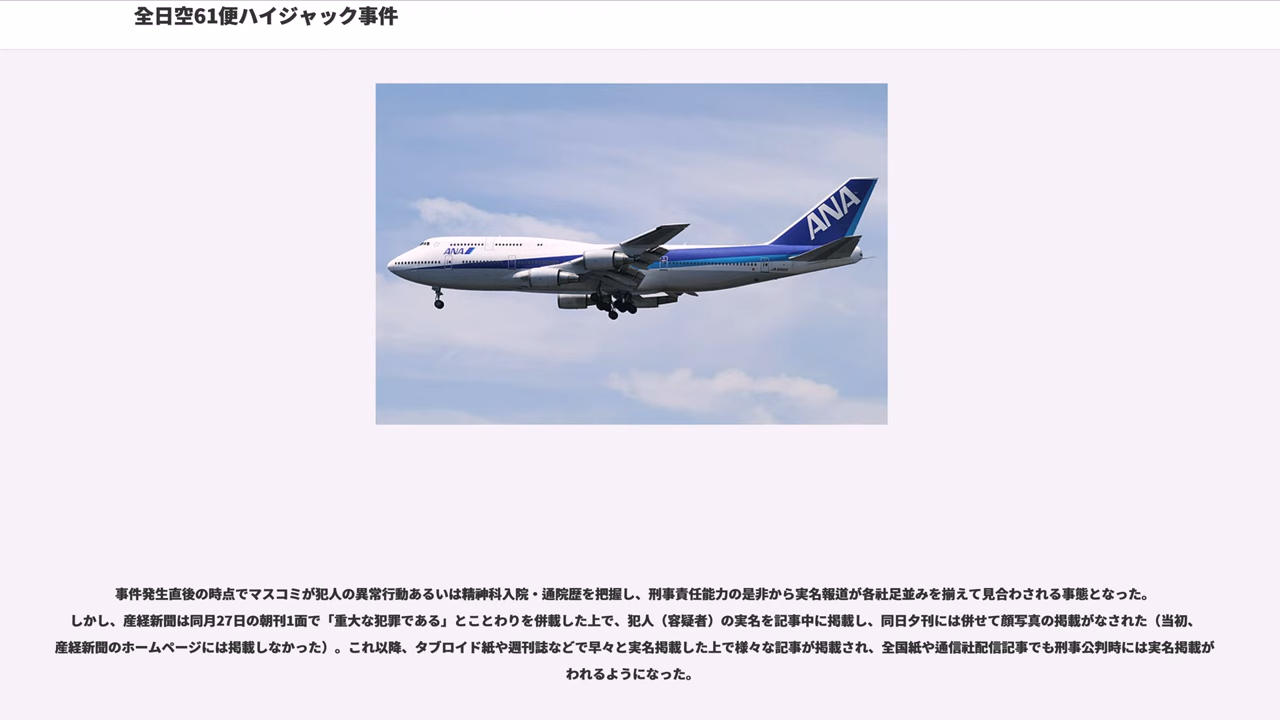 全日空61便ハイジャック事件
ANA
ANA
事件発生直後の時点でマスコミが犯人の異常行動あるいは精神科入院・通院歴を把握し、刑事責任能力の是非から実名報道が各社足並みを揃えて見合わされる事態となった。
しかし、産経新聞は同月27日の朝刊1面で「重大な犯罪である」とことわりを併載した上で、犯人（容疑者）の実名を記事中に掲載し、同日夕刊には併せて顔写真の掲載がなされた（当初、
産経新聞のホームページには掲載しなかった）。これ以降、タブロイド紙や週刊誌などで早々と実名掲載した上で様々な記事が掲載され、全国紙や通信社配信記事でも刑事公判時には実名掲載が
われるようになった。